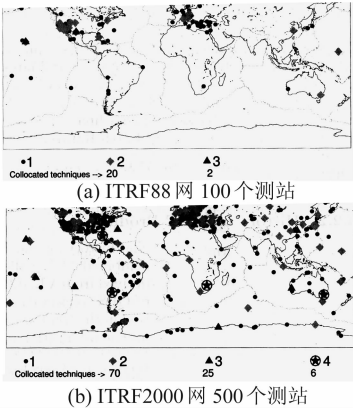 1 2 3
Collocated techniques --> 20 2
(a) ITRF88网 100个测站
1 2 3 4
Collocated techniques -> 70 25 6
(b) ITRF2000网 500个测站